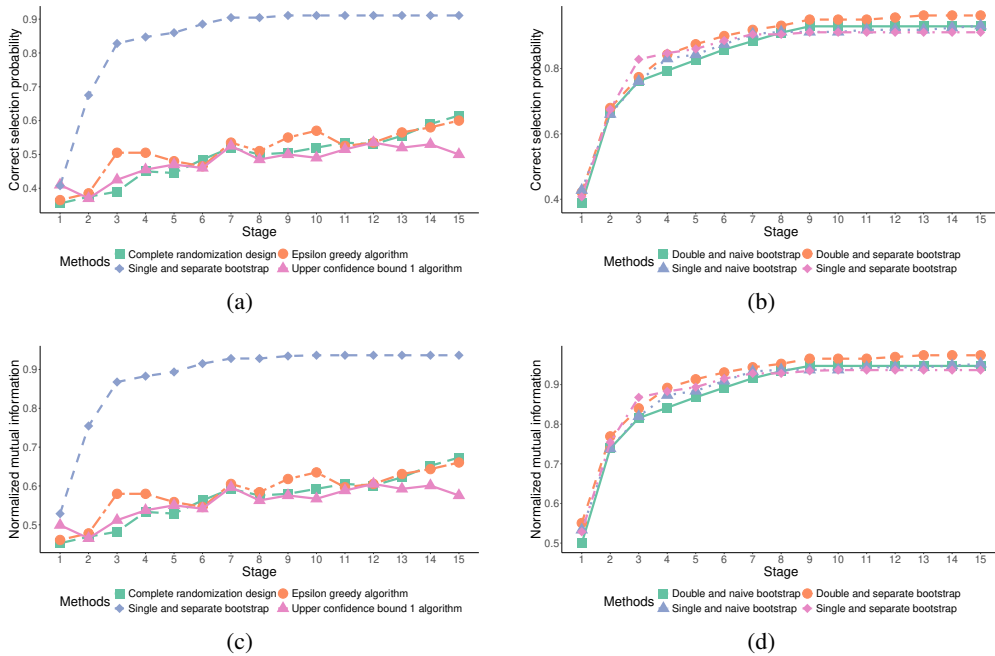 Correct selection probability
0.9
0.8
0.7
0.6
0.5
0.4
1 2 3 4 5 6 7 8 9 10 11 12 13 14 15
Stage
Methods
Complete randomization design
Epsilon greedy algorithm
Single and separate bootstrap
Upper confidence bound 1 algorithm
(a)
Correct selection probability
0.8
0.6
0.4
1 2 3 4 5 6 7 8 9 10 11 12 13 14 15
Stage
Methods
Double and naive bootstrap
Double and separate bootstrap
Single and naive bootstrap
Single and separate bootstrap
(b)
Normalized mutual information
0.9
0.8
0.7
0.6
0.5
1 2 3 4 5 6 7 8 9 10 11 12 13 14 15
Stage
Methods
Complete randomization design
Epsilon greedy algorithm
Single and separate bootstrap
Upper confidence bound 1 algorithm
(c)
Normalized mutual information
0.9
0.8
0.7
0.6
0.5
1 2 3 4 5 6 7 8 9 10 11 12 13 14 15
Stage
Methods
Double and naive bootstrap
Double and separate bootstrap
Single and naive bootstrap
Single and separate bootstrap
(d)